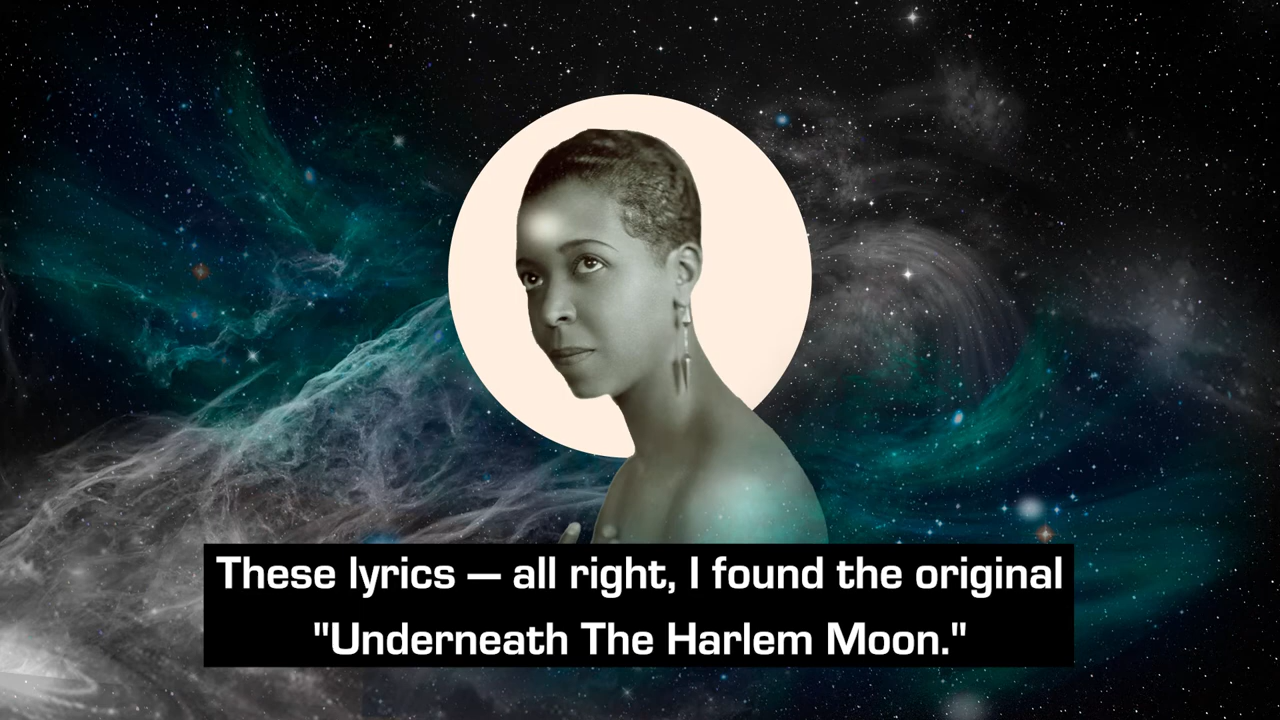 These lyrics — all right, I found the original
"Underneath The Harlem Moon."